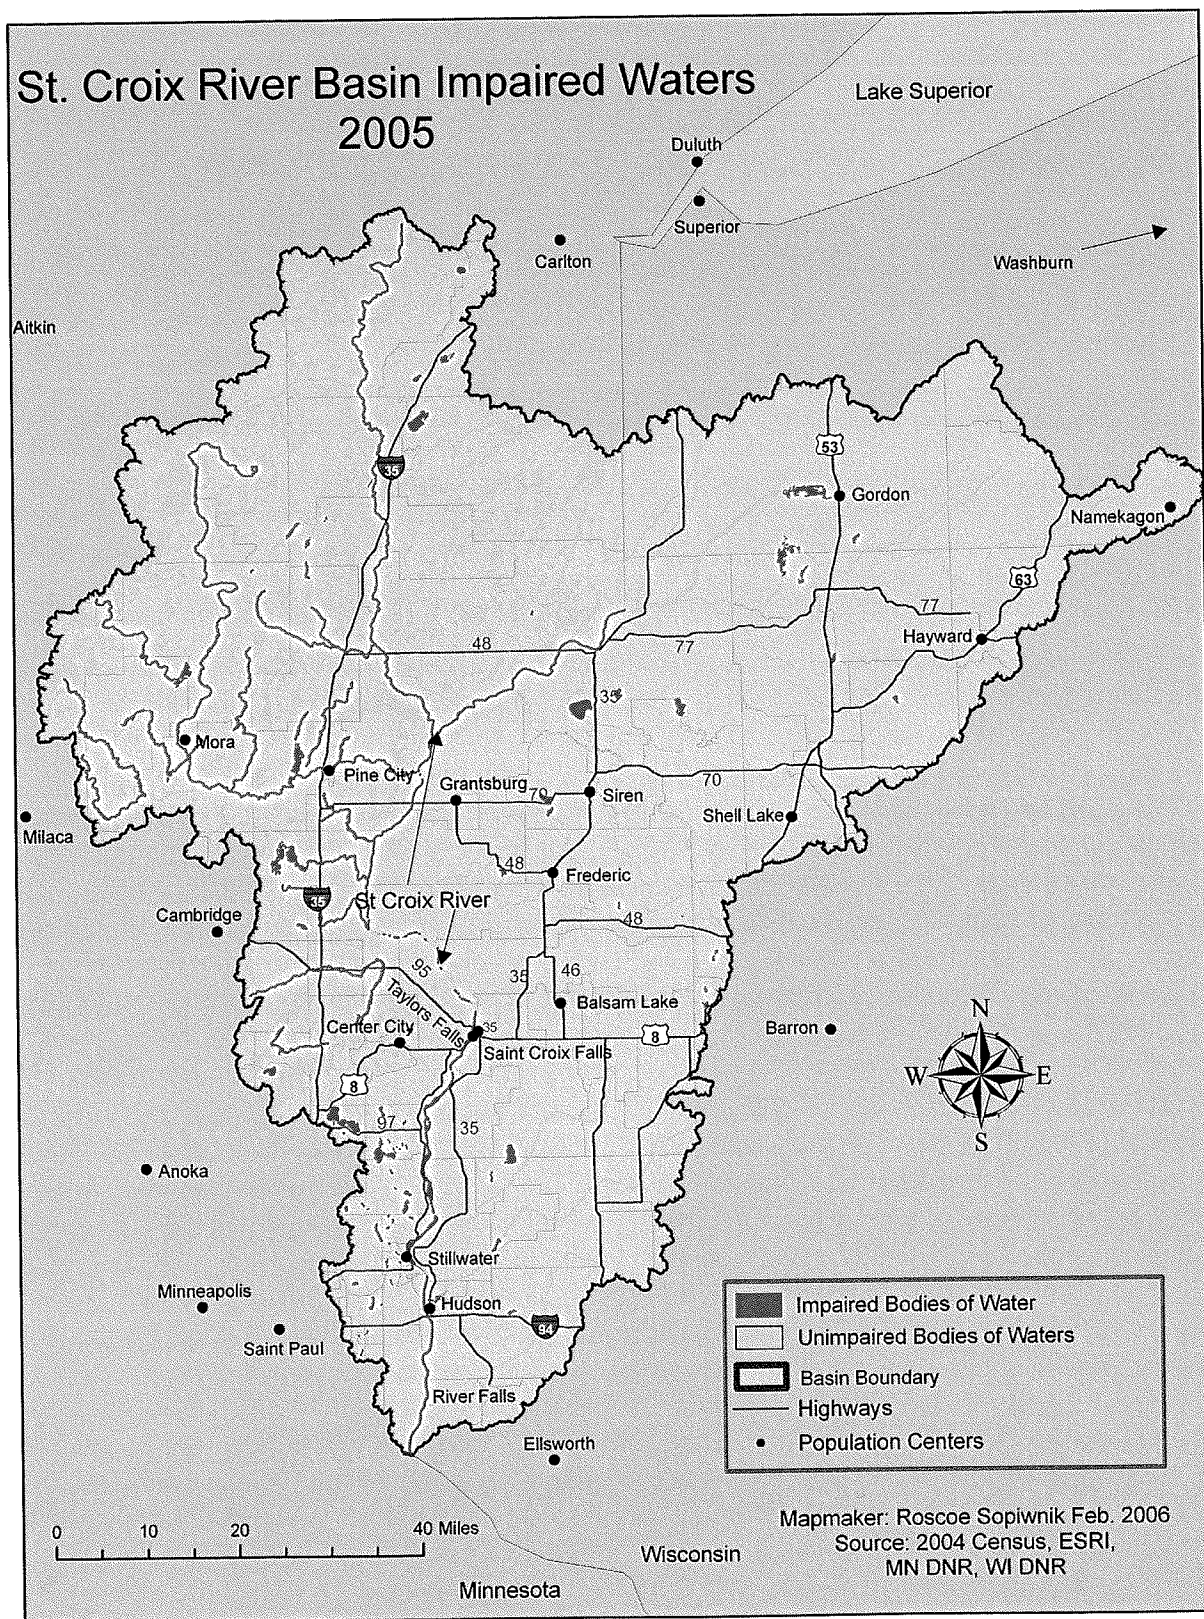 St. Croix River Basin Impaired Waters
2005
Lake Superior
Duluth
Superior
Carlton
Washburn
Aitkin
53
35
Gordon
Namekagon
63
77
Hayward
48
77
35
Mora
Pine City
Grantsburg
70
70
Siren
Shell Lake
Milaca
48
Frederic
35
St Croix River
Cambridge
48
95
35
46
Taylors Falls
Balsam Lake
Center City
35
Barron
8
Saint Croix Falls
8
N
W
E
S
97
35
Anoka
Stillwater
Minneapolis
Hudson
94
Saint Paul
River Falls
Ellsworth
Impaired Bodies of Water
Unimpaired Bodies of Waters
Basin Boundary
Highways
Population Centers
0 10 20 40 Miles
Wisconsin
Minnesota
Mapmaker: Roscoe Sopiwnik Feb. 2006
Source: 2004 Census, ESRI,
MN DNR, WI DNR